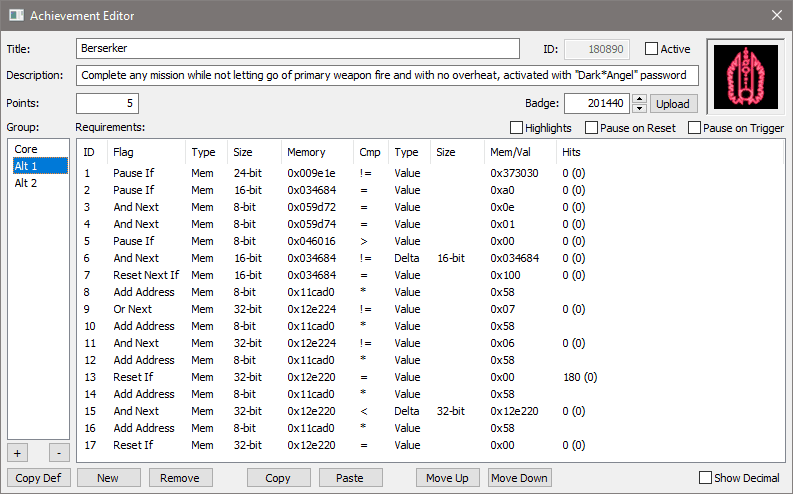 Achievement Editor
Title: Berserker ID: 180890 Active
Description: Complete any mission while not letting go of primary weapon fire and with no overheat, activated with "Dark*Angel" password
Points: 5 Badge: 201440 Upload
Group: Requirements: Highlights Pause on Reset Pause on Trigger
Core
Alt 1
Alt 2
ID Flag Type Size Memory Cmp Type Size Mem/Val Hits
1 Pause If Mem 24-bit 0x009e1e != Value 0x373030 0 (0)
2 Pause If Mem 16-bit 0x034684 = Value 0xa0 0 (0)
3 And Next Mem 8-bit 0x059d72 = Value 0x0e 0 (0)
4 And Next Mem 8-bit 0x059d74 = Value 0x01 0 (0)
5 Pause If Mem 8-bit 0x046016 > Value 0x00 0 (0)
6 And Next Mem 16-bit 0x034684 != Delta 16-bit 0x034684 0 (0)
7 Reset Next If Mem 16-bit 0x034684 = Value 0x100 0 (0)
8 Add Address Mem 8-bit 0x11cad0 * Value 0x58
9 Or Next Mem 32-bit 0x12e224 != Value 0x07 0 (0)
10 Add Address Mem 8-bit 0x11cad0 * Value 0x58
11 And Next Mem 32-bit 0x12e224 != Value 0x06 0 (0)
12 Add Address Mem 8-bit 0x11cad0 * Value 0x58
13 Reset If Mem 32-bit 0x12e220 = Value 0x00 180 (0)
14 Add Address Mem 8-bit 0x11cad0 * Value 0x58
15 And Next Mem 32-bit 0x12e220 < Delta 32-bit 0x12e220 0 (0)
16 Add Address Mem 8-bit 0x11cad0 * Value 0x58
17 Reset If Mem 32-bit 0x12e220 = Value 0x00 0 (0)
+ -
Copy Def New Remove Copy Paste Move Up Move Down Show Decimal